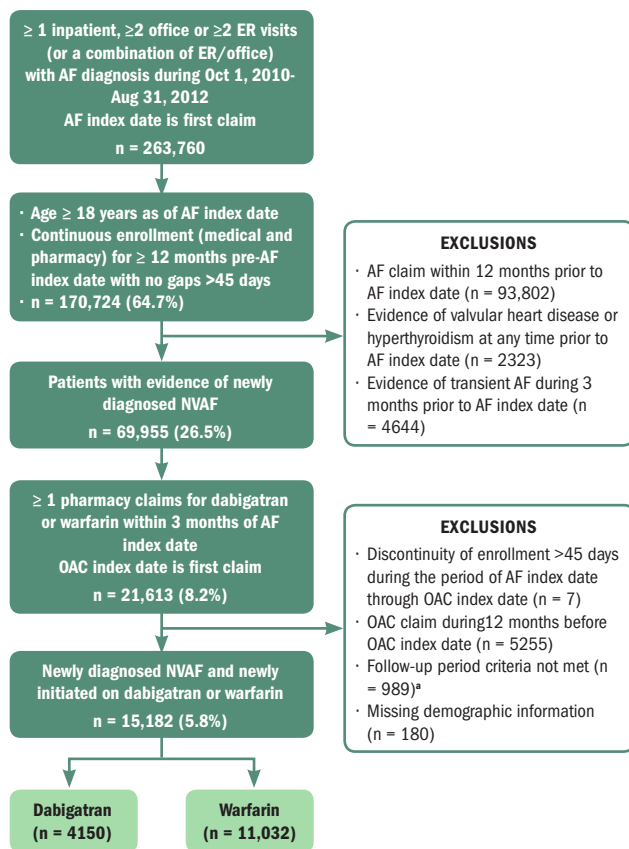 ≥ 1 inpatient, ≥2 office or ≥2 ER visits
(or a combination of ER/office)
with AF diagnosis during Oct 1, 2010-
Aug 31, 2012
AF index date is first claim
n = 263,760
· Age ≥ 18 years as of AF index date
· Continuous enrollment (medical and
pharmacy) for ≥ 12 months pre-AF
index date with no gaps >45 days
· n = 170,724 (64.7%)
EXCLUSIONS
· AF claim within 12 months prior to
AF index date (n = 93,802)
· Evidence of valvular heart disease or
hyperthyroidism at any time prior to
AF index date (n = 2323)
· Evidence of transient AF during 3
months prior to AF index date (n
= 4644)
Patients with evidence of newly
diagnosed NVAF
n = 69,955 (26.5%)
≥ 1 pharmacy claims for dabigatran
or warfarin within 3 months of AF
index date
OAC index date is first claim
n = 21,613 (8.2%)
EXCLUSIONS
· Discontinuity of enrollment >45 days
during the period of AF index date
through OAC index date (n = 7)
· OAC claim during12 months before
OAC index date (n = 5255)
· Follow-up period criteria not met (n
= 989)ª
· Missing demographic information
(n = 180)
Newly diagnosed NVAF and newly
initiated on dabigatran or warfarin
n = 15,182 (5.8%)
Dabigatran
(n = 4150)
Warfarin
(n = 11,032)